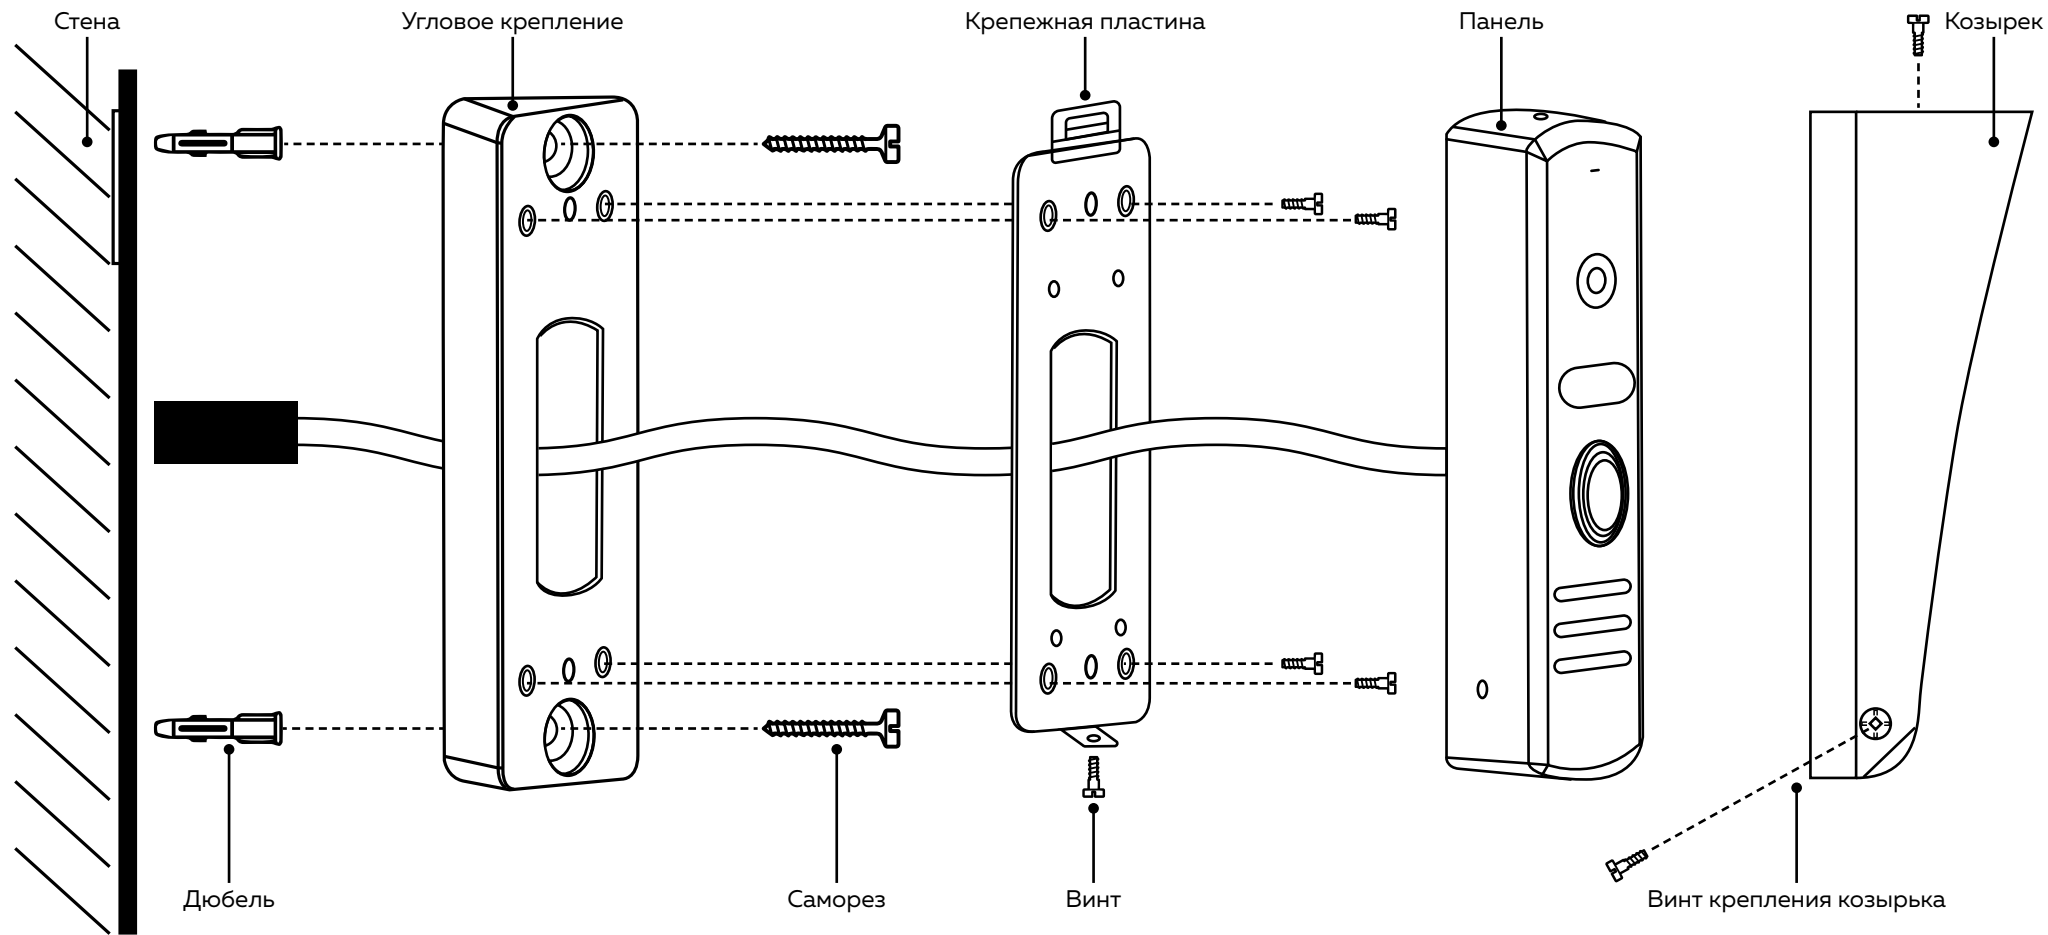 Стена
Угловое крепление
Крепежная пластина
Панель
Козырек
Дюбель
Саморез
Винт
Винт крепления козырька